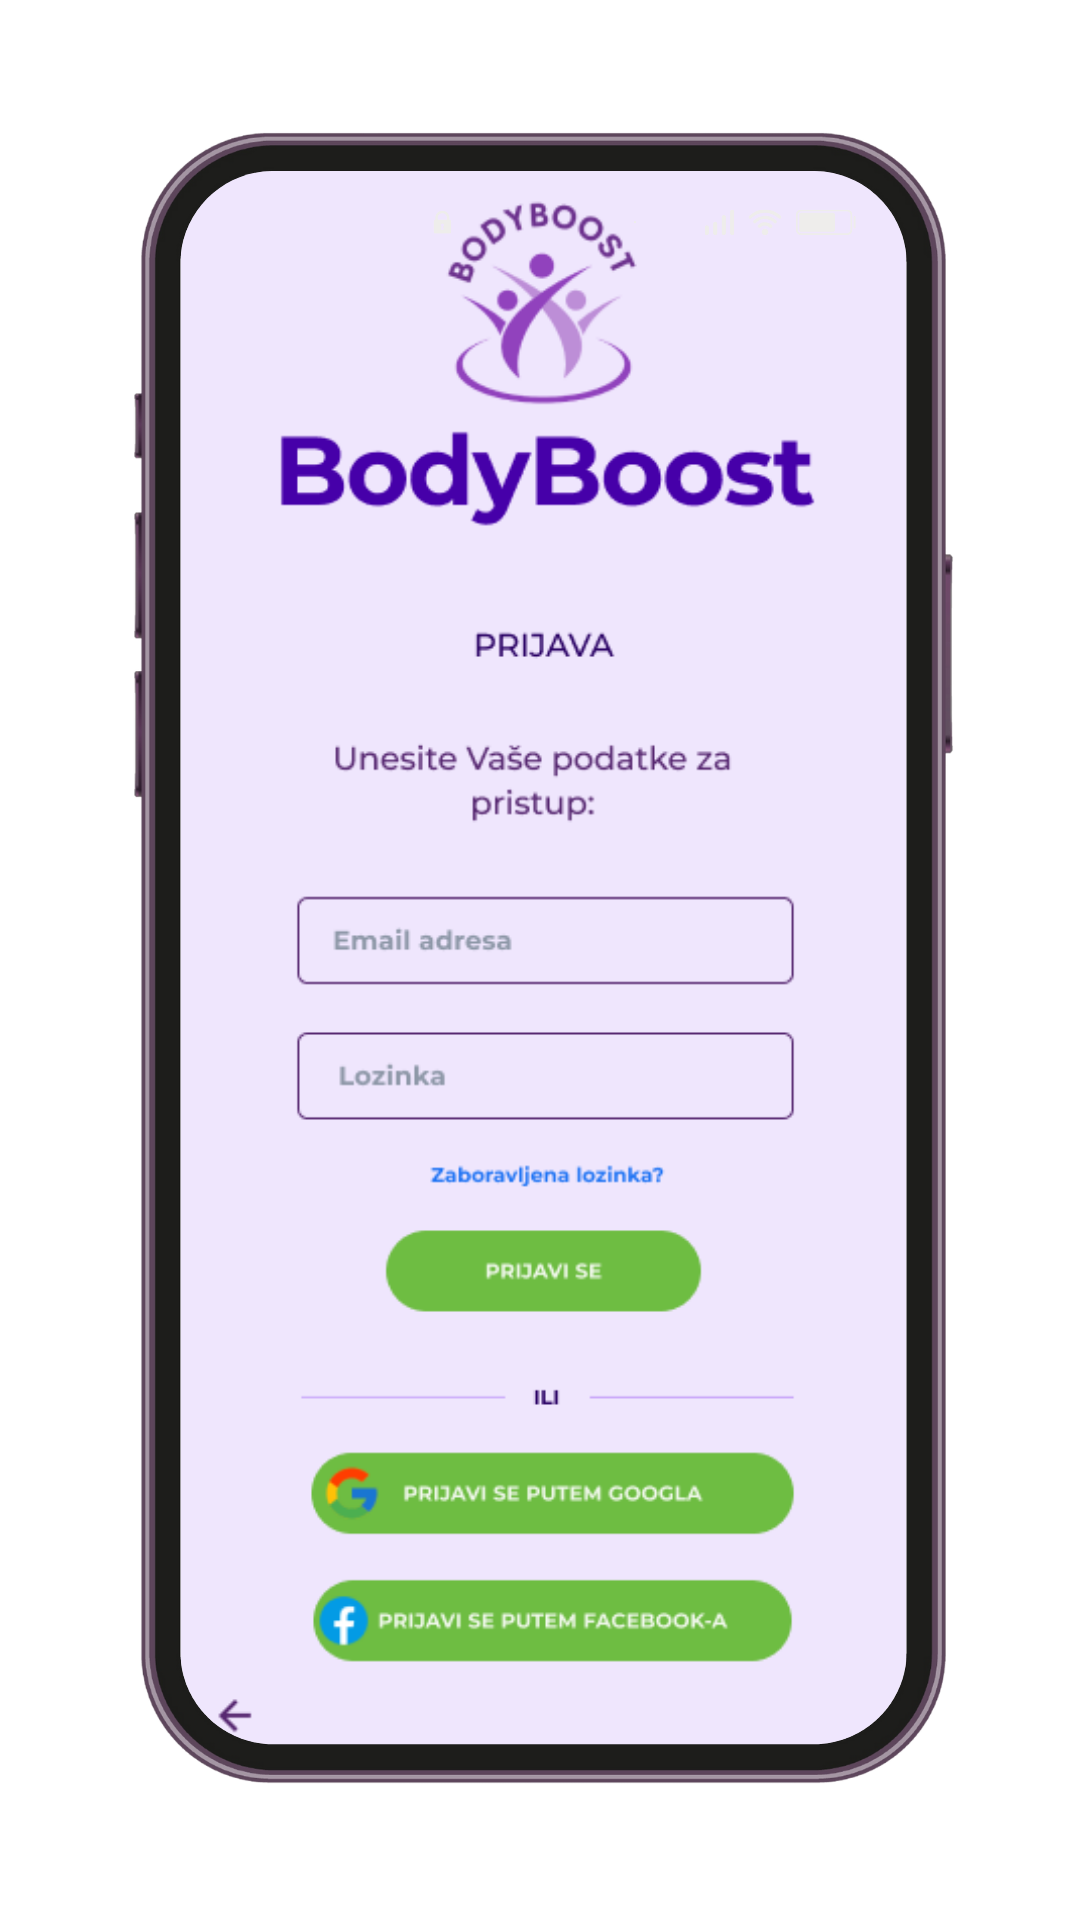 BODYBOOST
BodyBoost
PRIJAVA
Unesite Vaše podatke za
pristup:
Email adresa
Lozinka
Zaboravljena lozinka?
PRIJAVI SE
ILI
PRIJAVI SE PUTEM GOOGLA
PRIJAVI SE PUTEM FACEBOOK-A